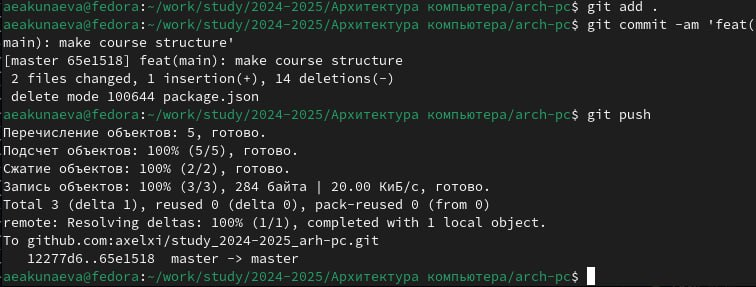 aeakunaeva@fedora:~/work/study/2024-2025/Архитектура компьютера/arch-pc$ git add .
aeakunaeva@fedora:~/work/study/2024-2025/Архитектура компьютера/arch-pc$ git commit -am 'feat(
main): make course structure'
[master 65e1518] feat(main): make course structure
 2 files changed, 1 insertion(+), 14 deletions(-)
 delete mode 100644 package.json
aeakunaeva@fedora:~/work/study/2024-2025/Архитектура компьютера/arch-pc$ git push
Перечисление объектов: 5, готово.
Подсчет объектов: 100% (5/5), готово.
Сжатие объектов: 100% (2/2), готово.
Запись объектов: 100% (3/3), 284 байта | 20.00 КиБ/с, готово.
Total 3 (delta 1), reused 0 (delta 0), pack-reused 0 (from 0)
remote: Resolving deltas: 100% (1/1), completed with 1 local object.
To github.com:axelxi/study_2024-2025_arh-pc.git
   12277d6..65e1518  master -> master
aeakunaeva@fedora:~/work/study/2024-2025/Архитектура компьютера/arch-pc$